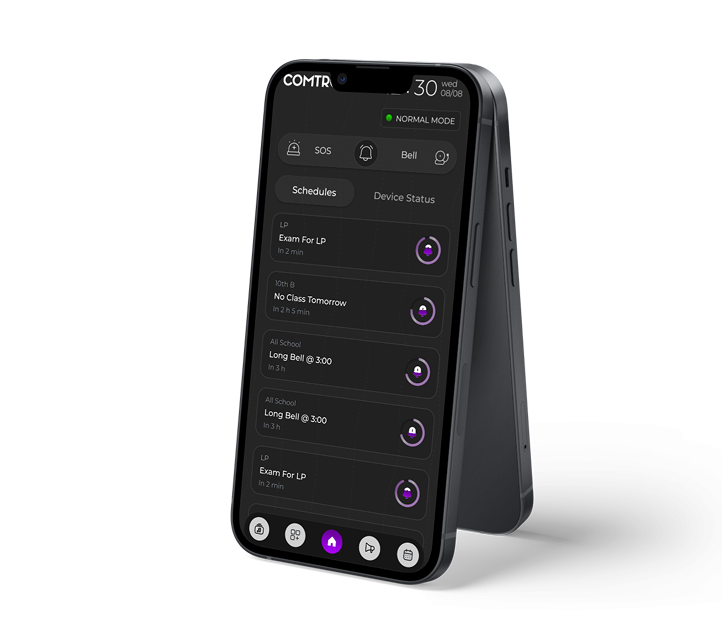 COMTR
30 wed
08/08
NORMAL MODE
SOS
Bell
Schedules
Device Status
LP
Exam For LP
In 2 min
10th B
No Class Tomorrow
In 2 h 5 min
All School
Long Bell @ 3:00
In 3 h
All School
Long Bell @ 3:00
In 3 h
LP
Exam For LP
In 2 min